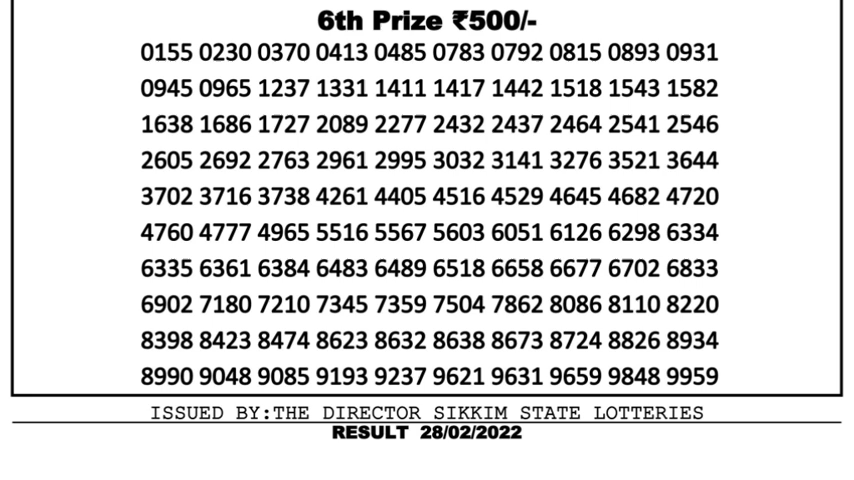 6th Prize ₹500/-
0155 0230 0370 0413 0485 0783 0792 0815 0893 0931
0945 0965 1237 1331 1411 1417 1442 1518 1543 1582
1638 1686 1727 2089 2277 2432 2437 2464 2541 2546
2605 2692 2763 2961 2995 3032 3141 3276 3521 3644
3702 3716 3738 4261 4405 4516 4529 4645 4682 4720
4760 4777 4965 5516 5567 5603 6051 6126 6298 6334
6335 6361 6384 6483 6489 6518 6658 6677 6702 6833
6902 7180 7210 7345 7359 7504 7862 8086 8110 8220
8398 8423 8474 8623 8632 8638 8673 8724 8826 8934
8990 9048 9085 9193 9237 9621 9631 9659 9848 9959
ISSUED BY:THE DIRECTOR SIKKIM STATE LOTTERIES
RESULT 28/02/2022